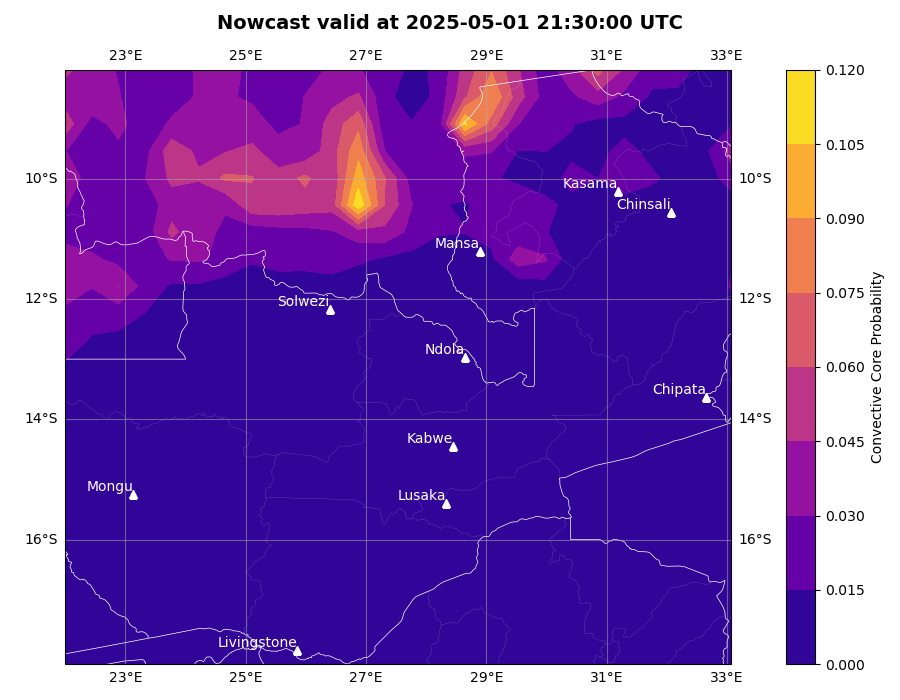 Nowcast valid at 2025-05-01 21:30:00 UTC
23°E 25°E 27°E 29°E 31°E 33°E
0.120
0.105
10°S 10°S
Kasama
Chinsali
0.090
Mansa
0.075
12°S 12°S
Solwezi
0.060
Ndola
Chipata
14°S 14°S
Kabwe
0.045
Mongu
Lusaka
0.030
16°S 16°S
0.015
Livingstone
0.000
23°E 25°E 27°E 29°E 31°E 33°E
Convective Core Probability